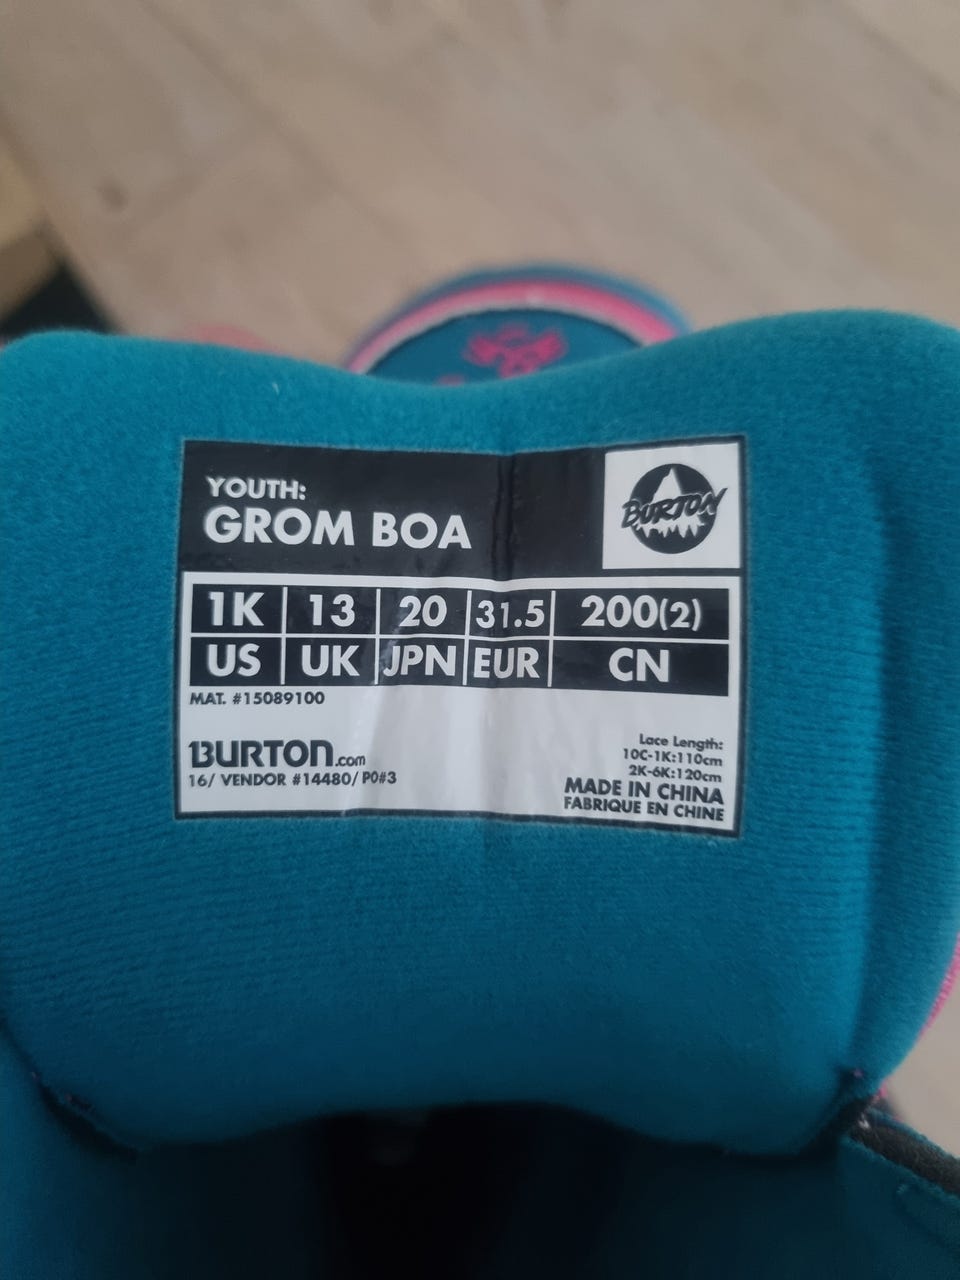 YOUTH:
GROM BOA
BURTON
1K 13 20 31.5 200(2)
US UK JPN EUR CN
MAT. #15089100
BURTON.com
16/ VENDOR #14480/ PO#3
Lace Length:
10C-1K:110cm
2K-6K:120cm
MADE IN CHINA
FABRIQUE EN CHINE